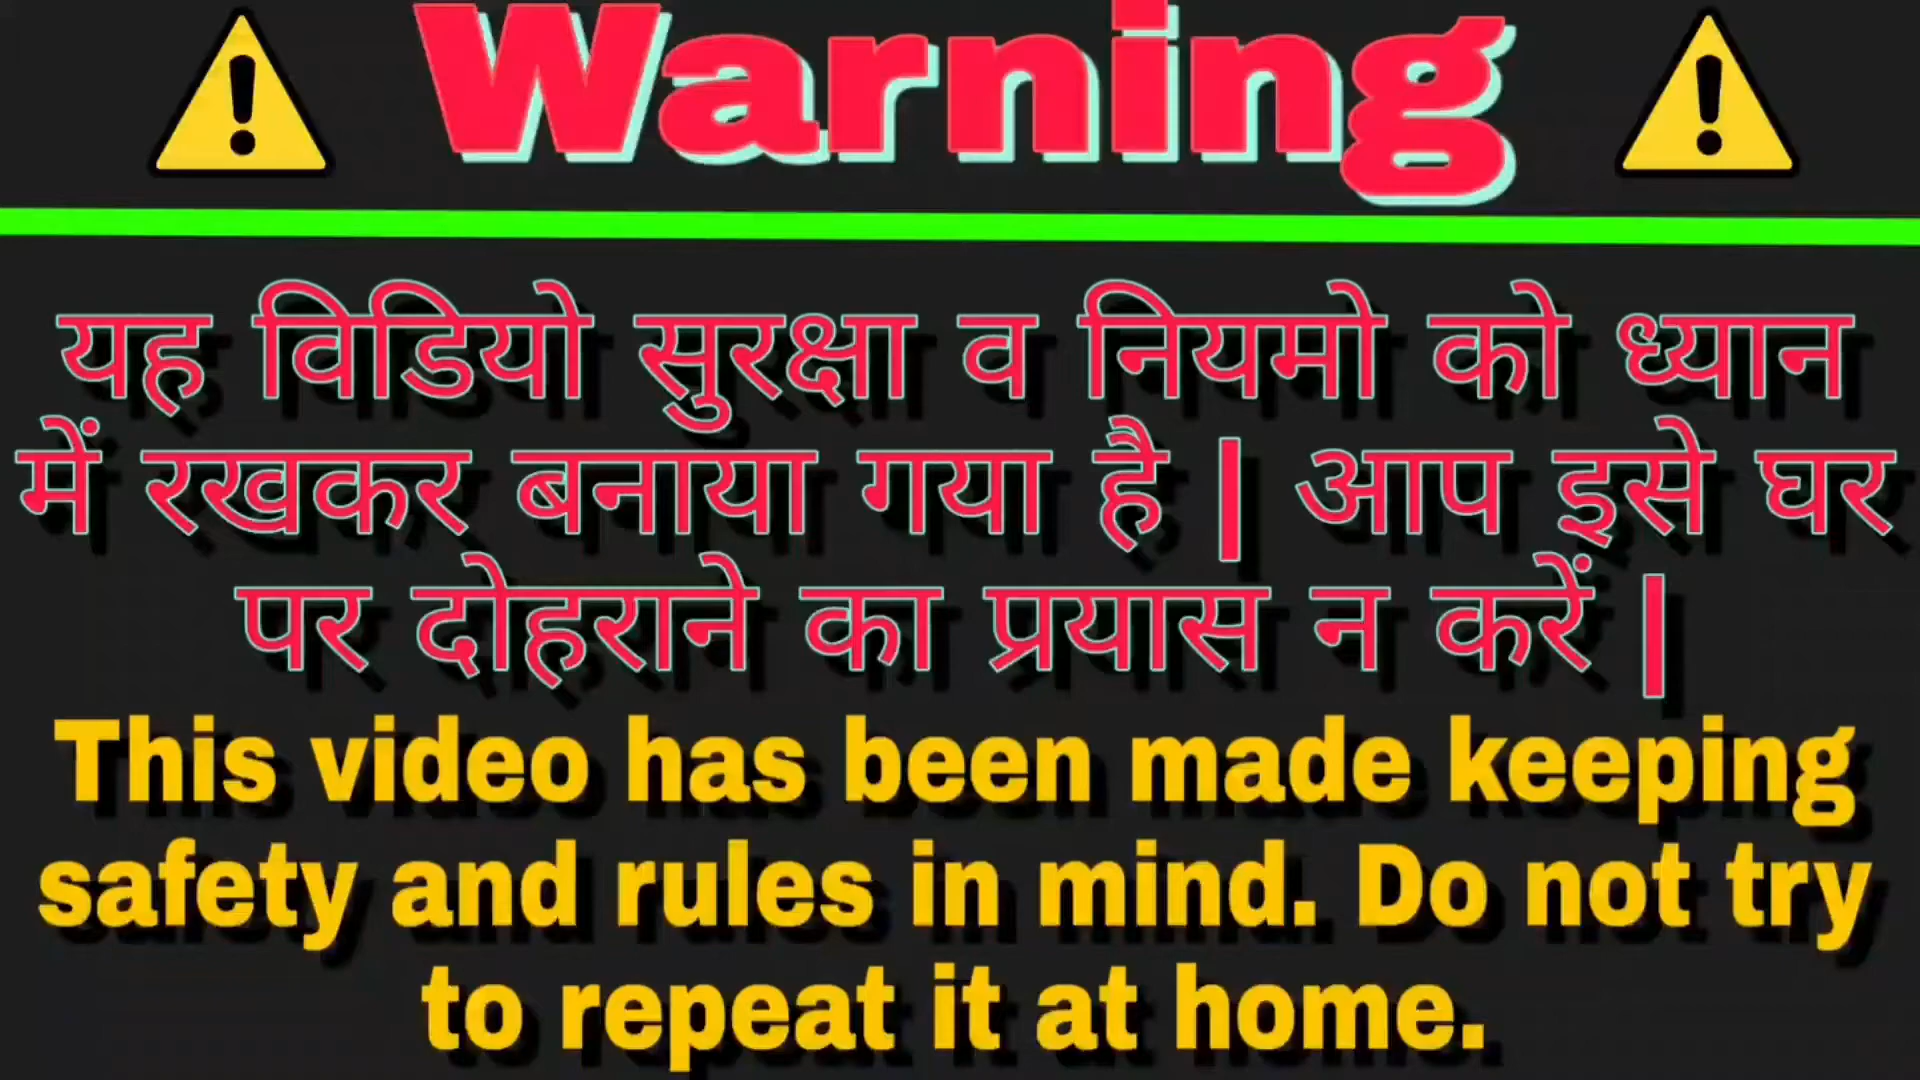 Warning
यह विडियो सुरक्षा व नियमो को ध्यान
में रखकर बनाया गया है | आप इसे घर
पर दोहराने का प्रयास न करें |
This video has been made keeping
safety and rules in mind. Do not try
to repeat it at home.